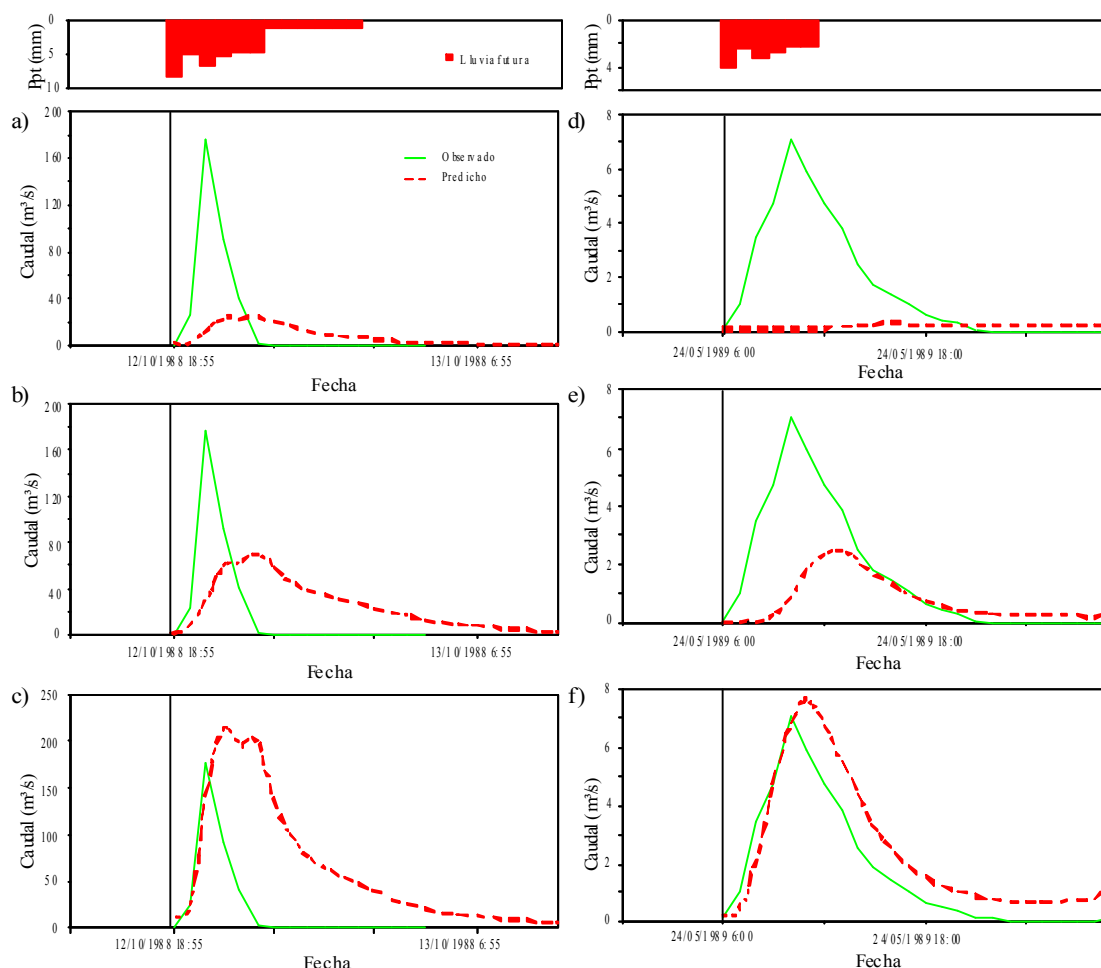 0
5
10
Ppt (mm)
Lluvia futura
0
2
4
Ppt (mm)
a)
200
160
120
80
40
0
Caudal (m³/s)
Observado
Predicho
12/10/1988 18:55
13/10/1988 6:55
Fecha
d)
8
6
4
2
0
Caudal (m³/s)
24/05/1989 6:00
24/05/1989 18:00
Fecha
b)
200
160
120
80
40
0
Caudal (m³/s)
12/10/1988 18:55
13/10/1988 6:55
Fecha
e)
8
6
4
2
0
Caudal (m³/s)
24/05/1989 6:00
24/05/1989 18:00
Fecha
c)
250
200
150
100
50
0
Caudal (m³/s)
12/10/1988 18:55
13/10/1988 6:55
Fecha
f)
8
6
4
2
0
Caudal (m³/s)
24/05/1989 6:00
24/05/1989 18:00
Fecha